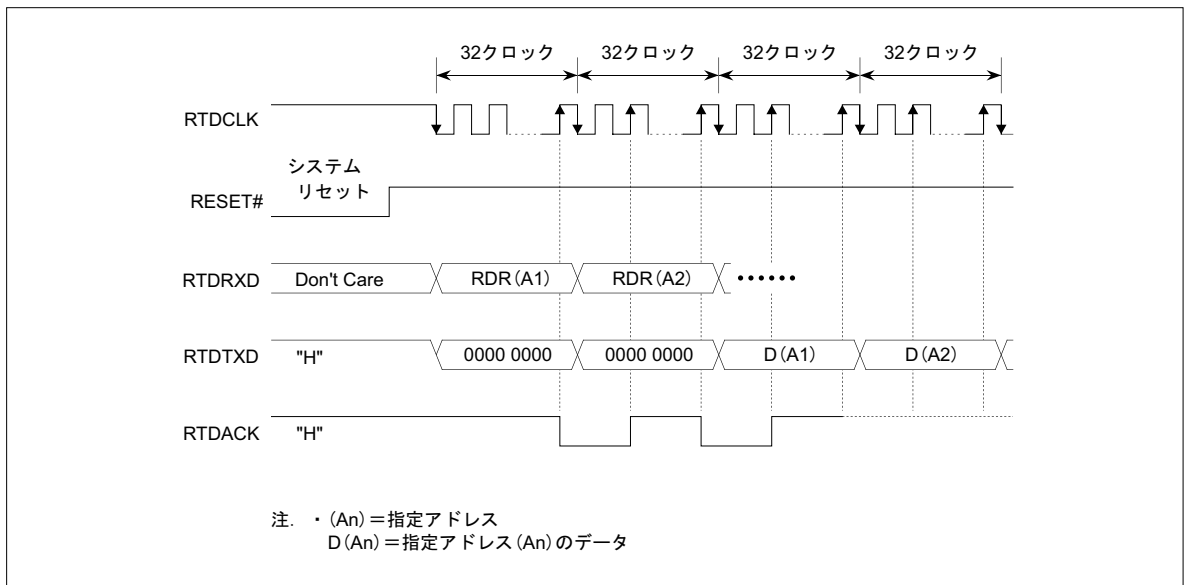 32クロック 32クロック 32クロック 32クロック
RTDCLK
システム
リセット
RESET#
RTDRXD Don't Care RDR(A1) RDR(A2) ••••••
RTDTXD "H" 0000 0000 0000 0000 D(A1) D(A2)
RTDACK "H"
注. ・(An)＝指定アドレス
D(An)＝指定アドレス(An)のデータ